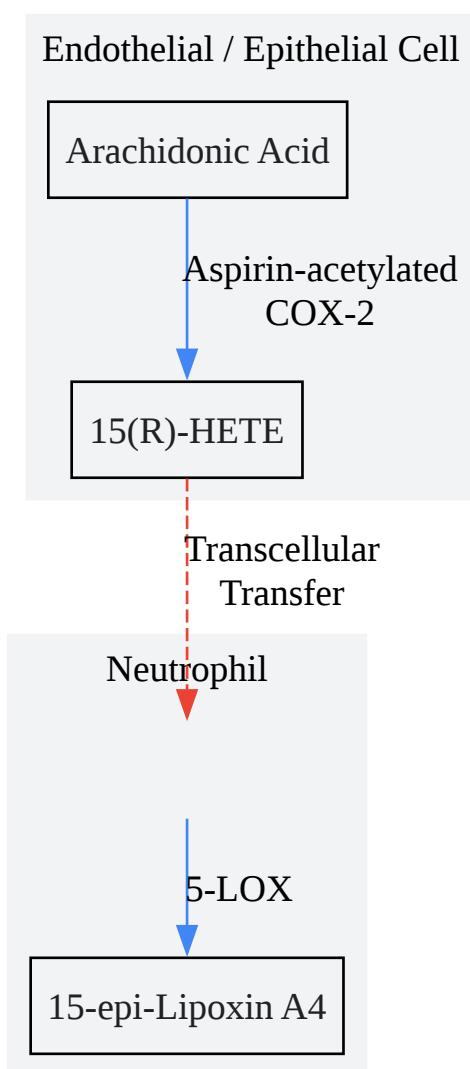 Endothelial / Epithelial Cell
Arachidonic Acid
Aspirin-acetylated
COX-2
15(R)-HETE
Transcellular
Transfer
Neutrophil
5-LOX
15-epi-Lipoxin A4